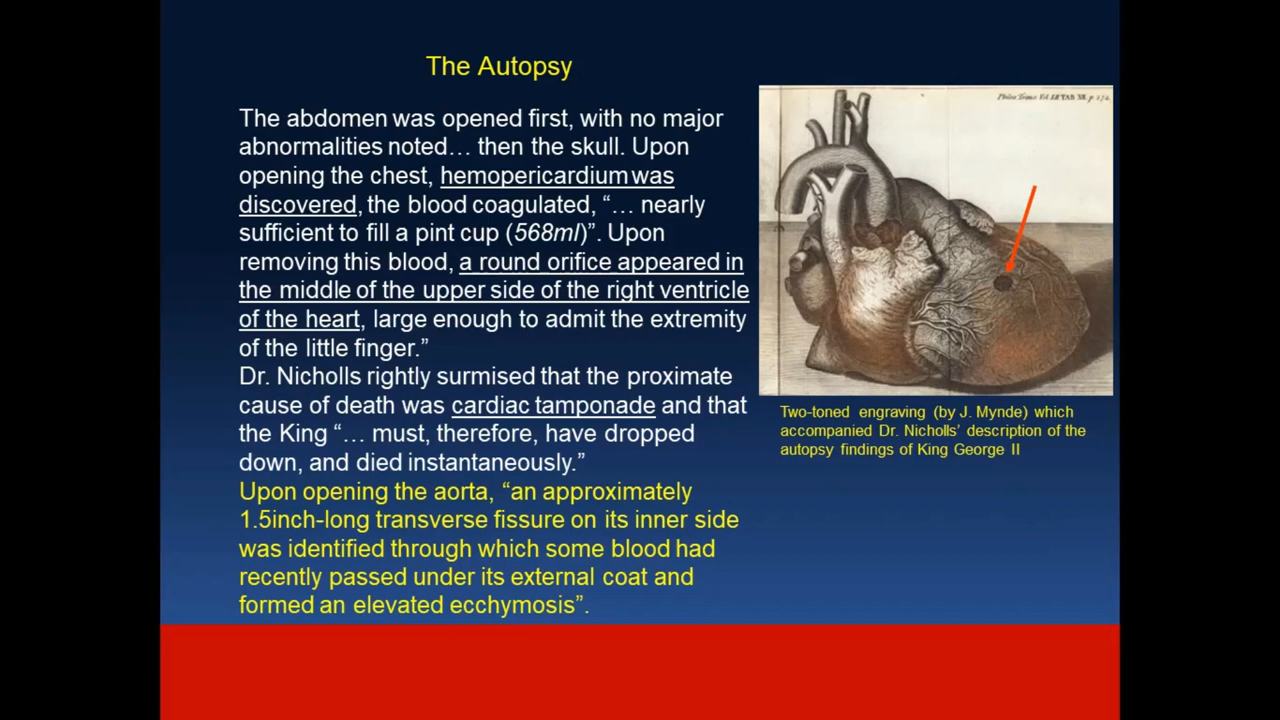 The Autopsy
The abdomen was opened first, with no major
abnormalities noted… then the skull. Upon
opening the chest, hemopericardium was
discovered, the blood coagulated, “… nearly
sufficient to fill a pint cup (568ml)”. Upon
removing this blood, a round orifice appeared in
the middle of the upper side of the right ventricle
of the heart, large enough to admit the extremity
of the little finger.”
Dr. Nicholls rightly surmised that the proximate
cause of death was cardiac tamponade and that
the King “… must, therefore, have dropped
down, and died instantaneously.”
Upon opening the aorta, “an approximately
1.5inch-long transverse fissure on its inner side
was identified through which some blood had
recently passed under its external coat and
formed an elevated ecchymosis”.
Philos. Trans. Vol. TAB p.
Two-toned engraving (by J. Mynde) which
accompanied Dr. Nicholls’ description of the
autopsy findings of King George II